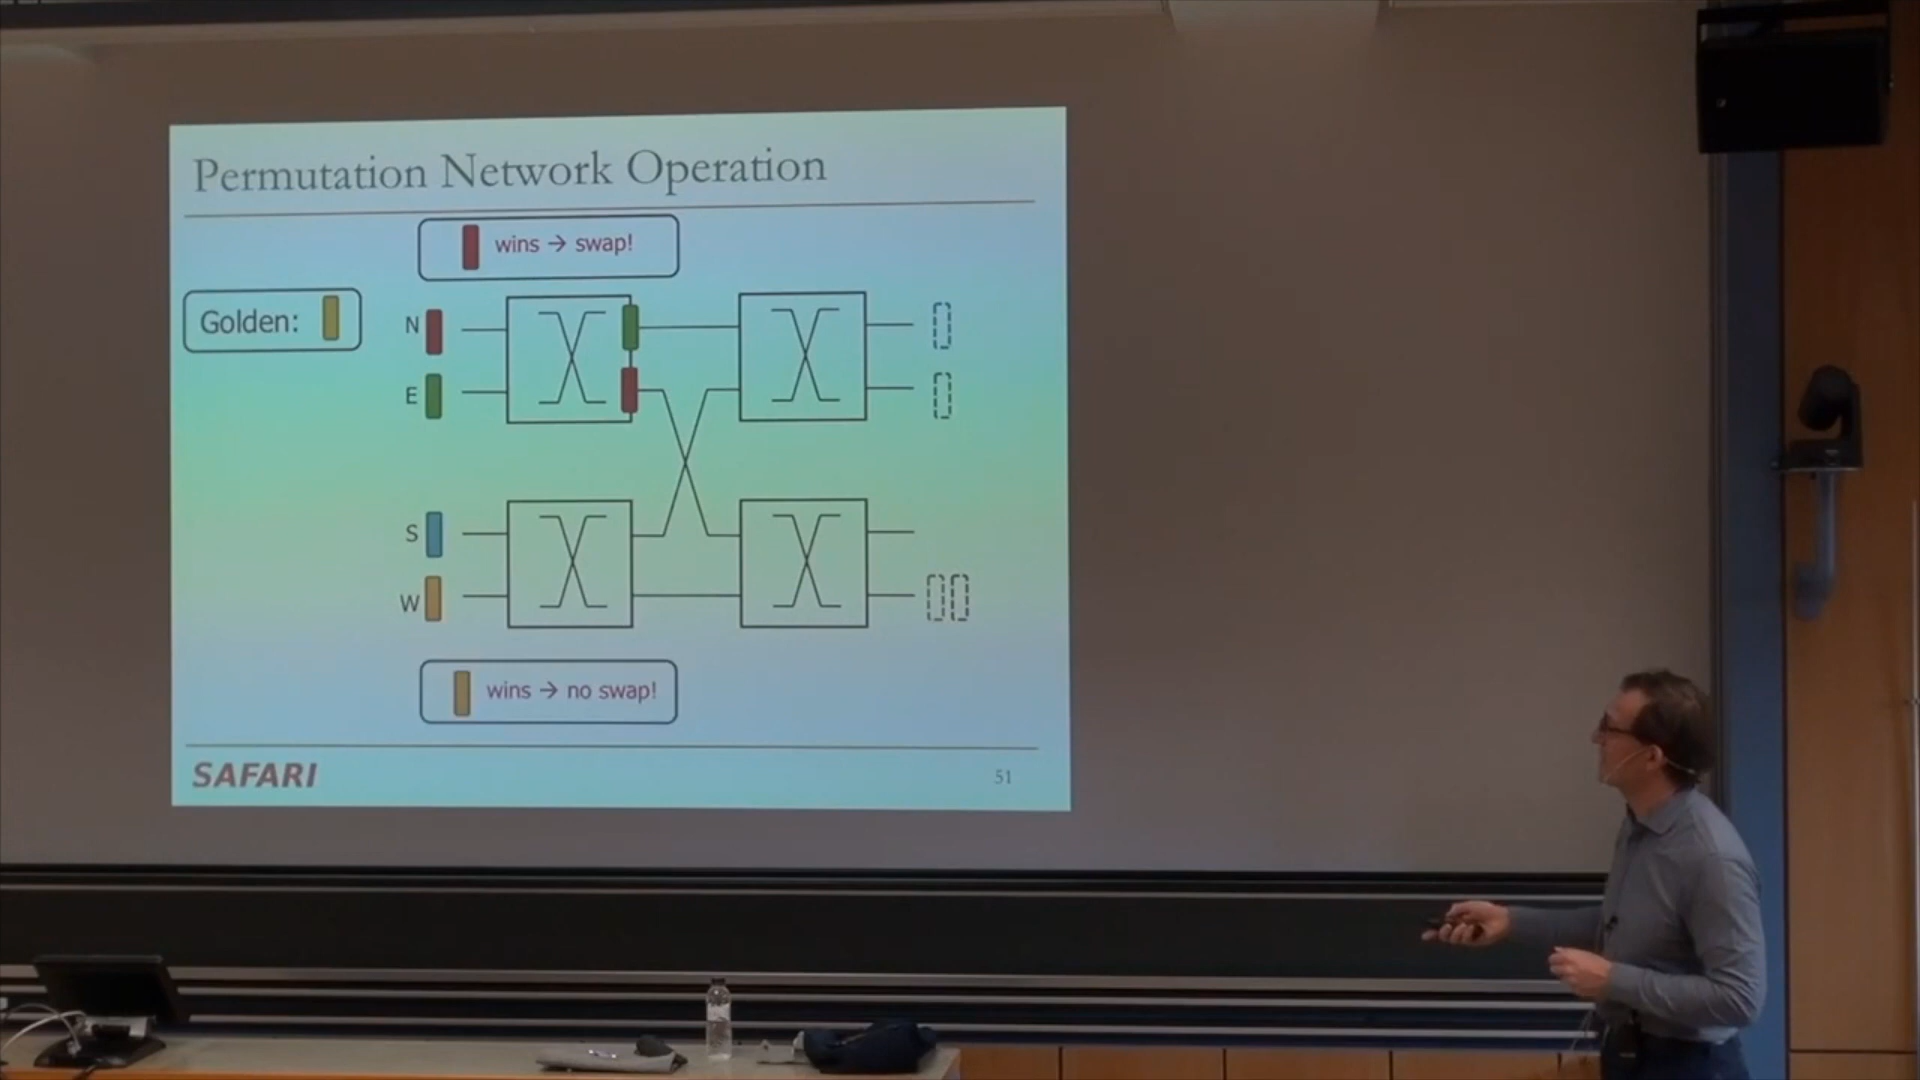 Permutation Network Operation
wins → swap!
Golden:
N
E
S
W
wins → no swap!
SAFARI
51